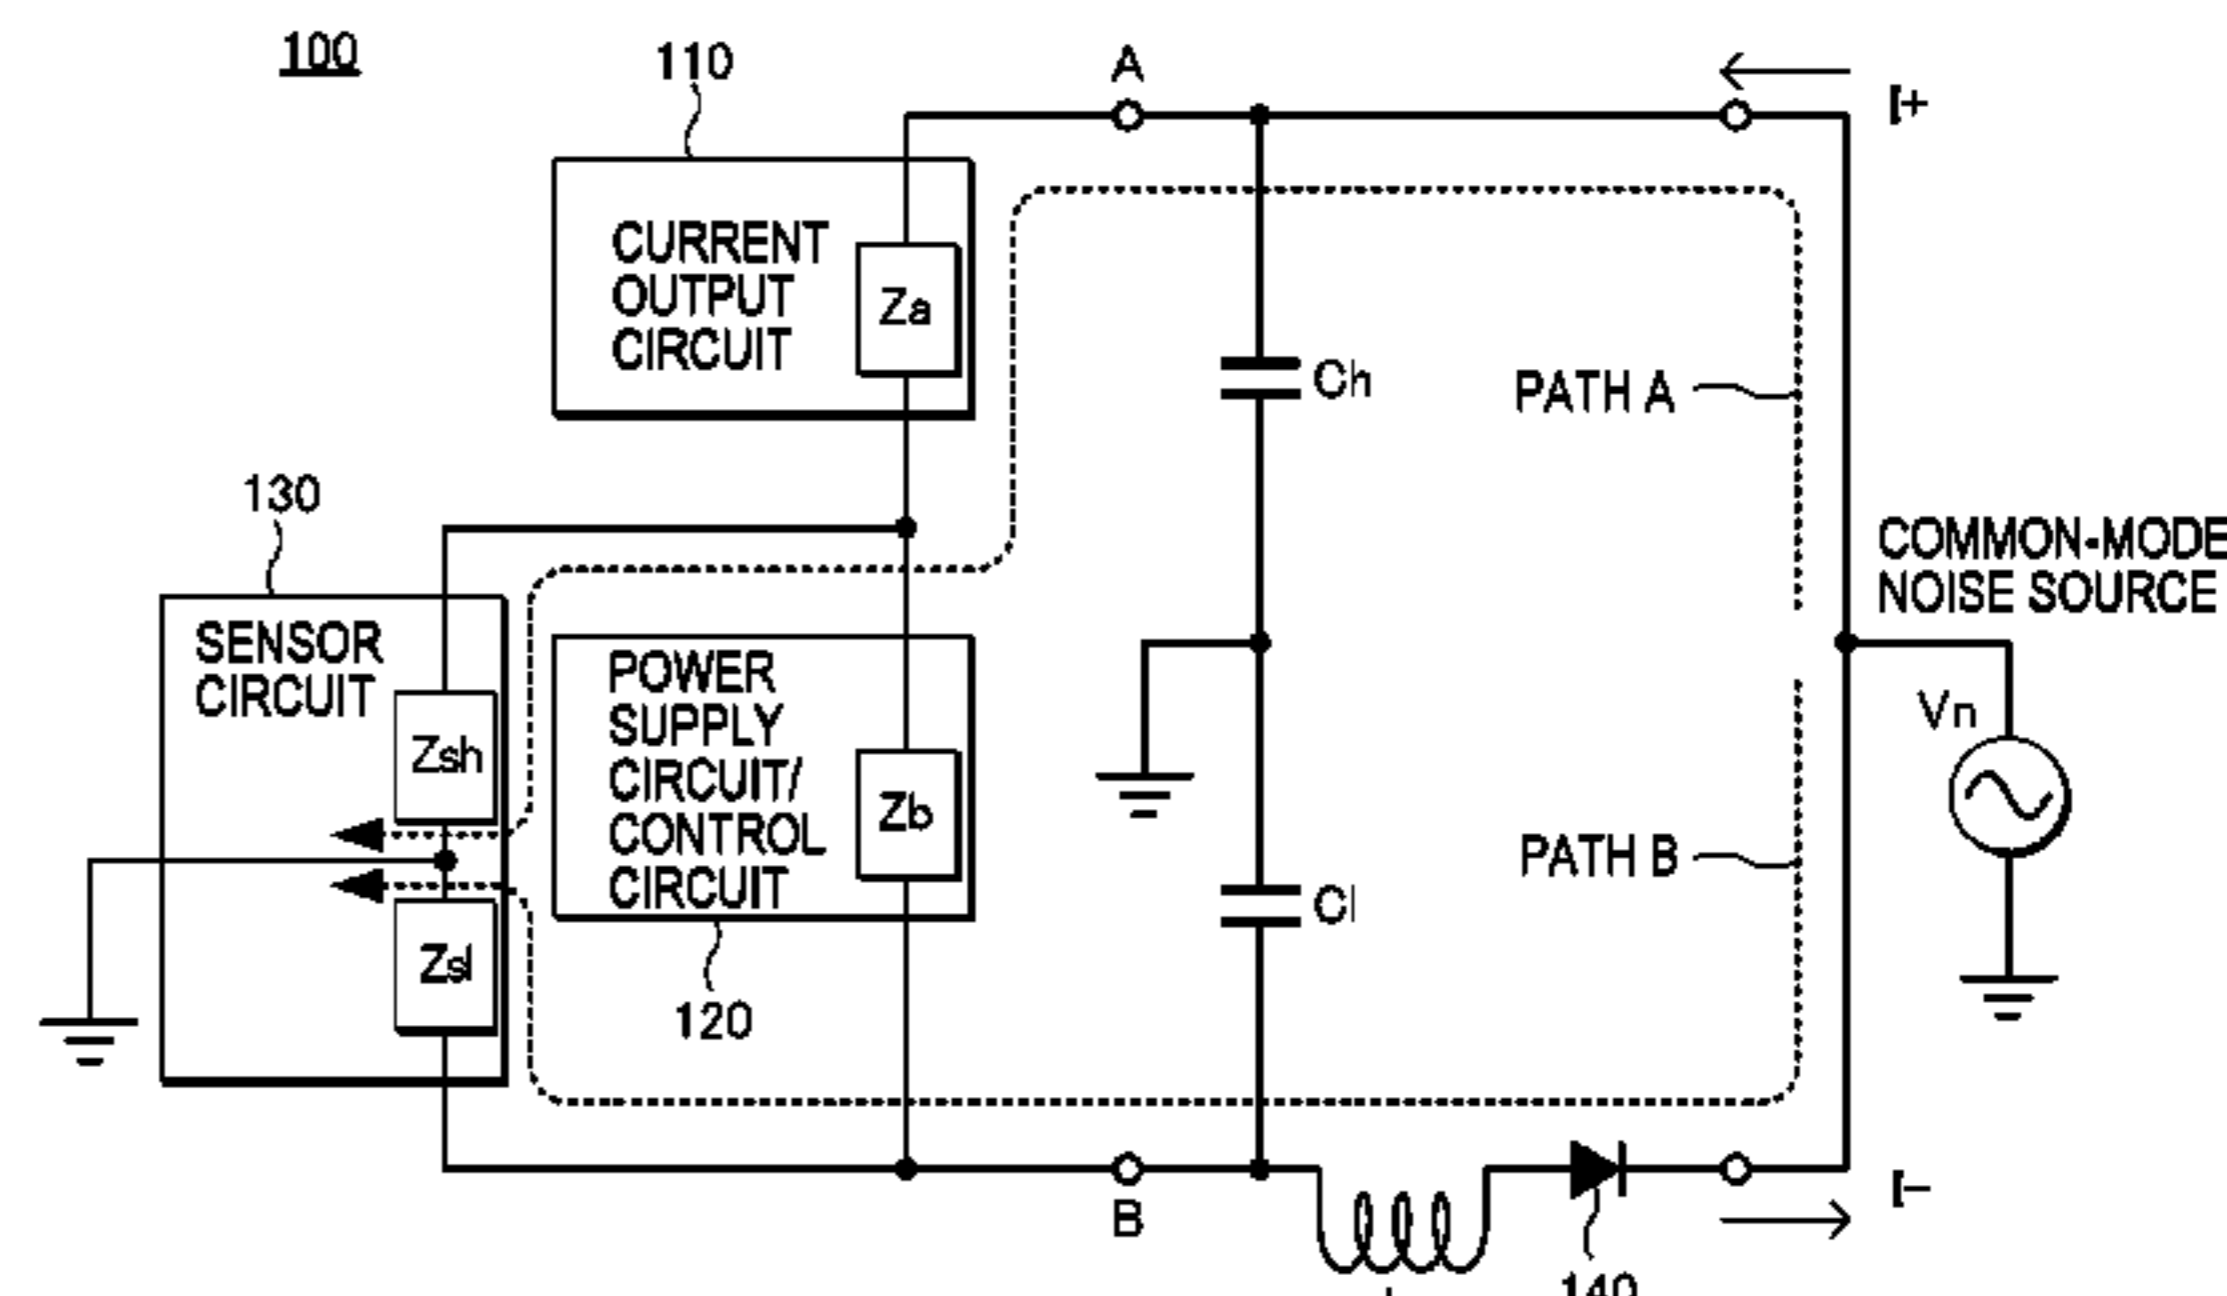 100
110
A
I+
CURRENT
OUTPUT
CIRCUIT
Za
Ch
PATH A
130
COMMON-MODE
NOISE SOURCE
SENSOR
CIRCUIT
Zsh
POWER
SUPPLY
CIRCUIT/
CONTROL
CIRCUIT
Zb
Vn
PATH B
Cl
Zsl
120
B
I−
140